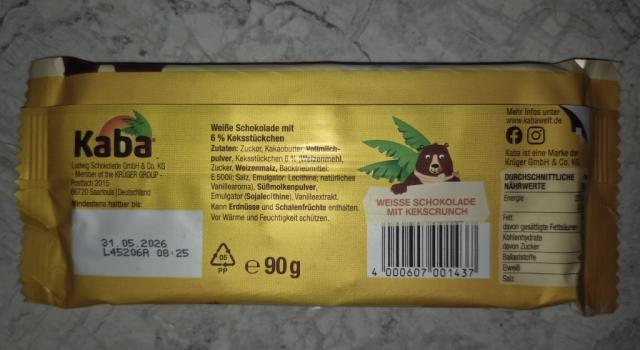 Kaba
Ludwig Schokolade GmbH & Co. KG
- Member of the KRÜGER GROUP -
Postfach 2015
66720 Saarlouis|Deutschland
Mindestens haltbar bis:
31.05.2026
L45206A 08:25
Weiße Schokolade mit
6 % Keksstückchen
Zutaten: Zucker, Kakaobutter, Vollmilch-
pulver, Keksstückchen 6 % (Weizenmehl,
Zucker, Weizenmalz, Backtriebmittel:
E 500ii; Salz, Emulgator: Lecithine; natürliches
Vanillearoma), Süßmolkenpulver,
Emulgator (Sojalecithine), Vanilleextrakt.
Kann Erdnüsse und Schalenfrüchte enthalten.
Vor Wärme und Feuchtigkeit schützen.
05
PP
e 90 g
WEISSE SCHOKOLADE
MIT KEKSCRUNCH
4 000607 001437
Mehr Infos unter
www.kabawelt.de
Kaba ist eine Marke der
Krüger GmbH & Co. KG
DURCHSCHNITTLICHE
NÄHRWERTE
Energie
Fett
davon gesättigte Fettsäuren
Kohlenhydrate
davon Zucker
Ballaststoffe
Eiweiß
Salz